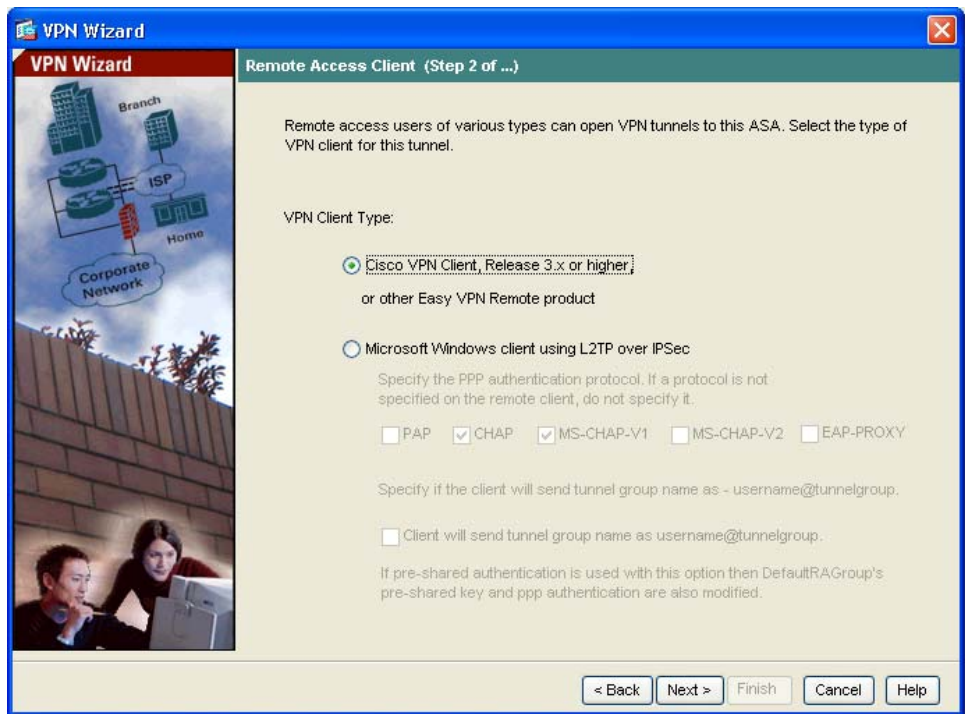 VPN Wizard
VPN Wizard
Remote Access Client (Step 2 of ...)
Branch
ISP
Home
Corporate
Network
Remote access users of various types can open VPN tunnels to this ASA. Select the type of
VPN client for this tunnel.
VPN Client Type:
Cisco VPN Client, Release 3.x or higher,
or other Easy VPN Remote product
Microsoft Windows client using L2TP over IPSec
Specify the PPP authentication protocol. If a protocol is not
specified on the remote client, do not specify it.
PAP CHAP MS-CHAP-V1 MS-CHAP-V2 EAP-PROXY
Specify if the client will send tunnel group name as - username@tunnelgroup.
Client will send tunnel group name as username@tunnelgroup.
If pre-shared authentication is used with this option then DefaultRAGroup's
pre-shared key and ppp authentication are also modified.
< Back Next > Finish Cancel Help